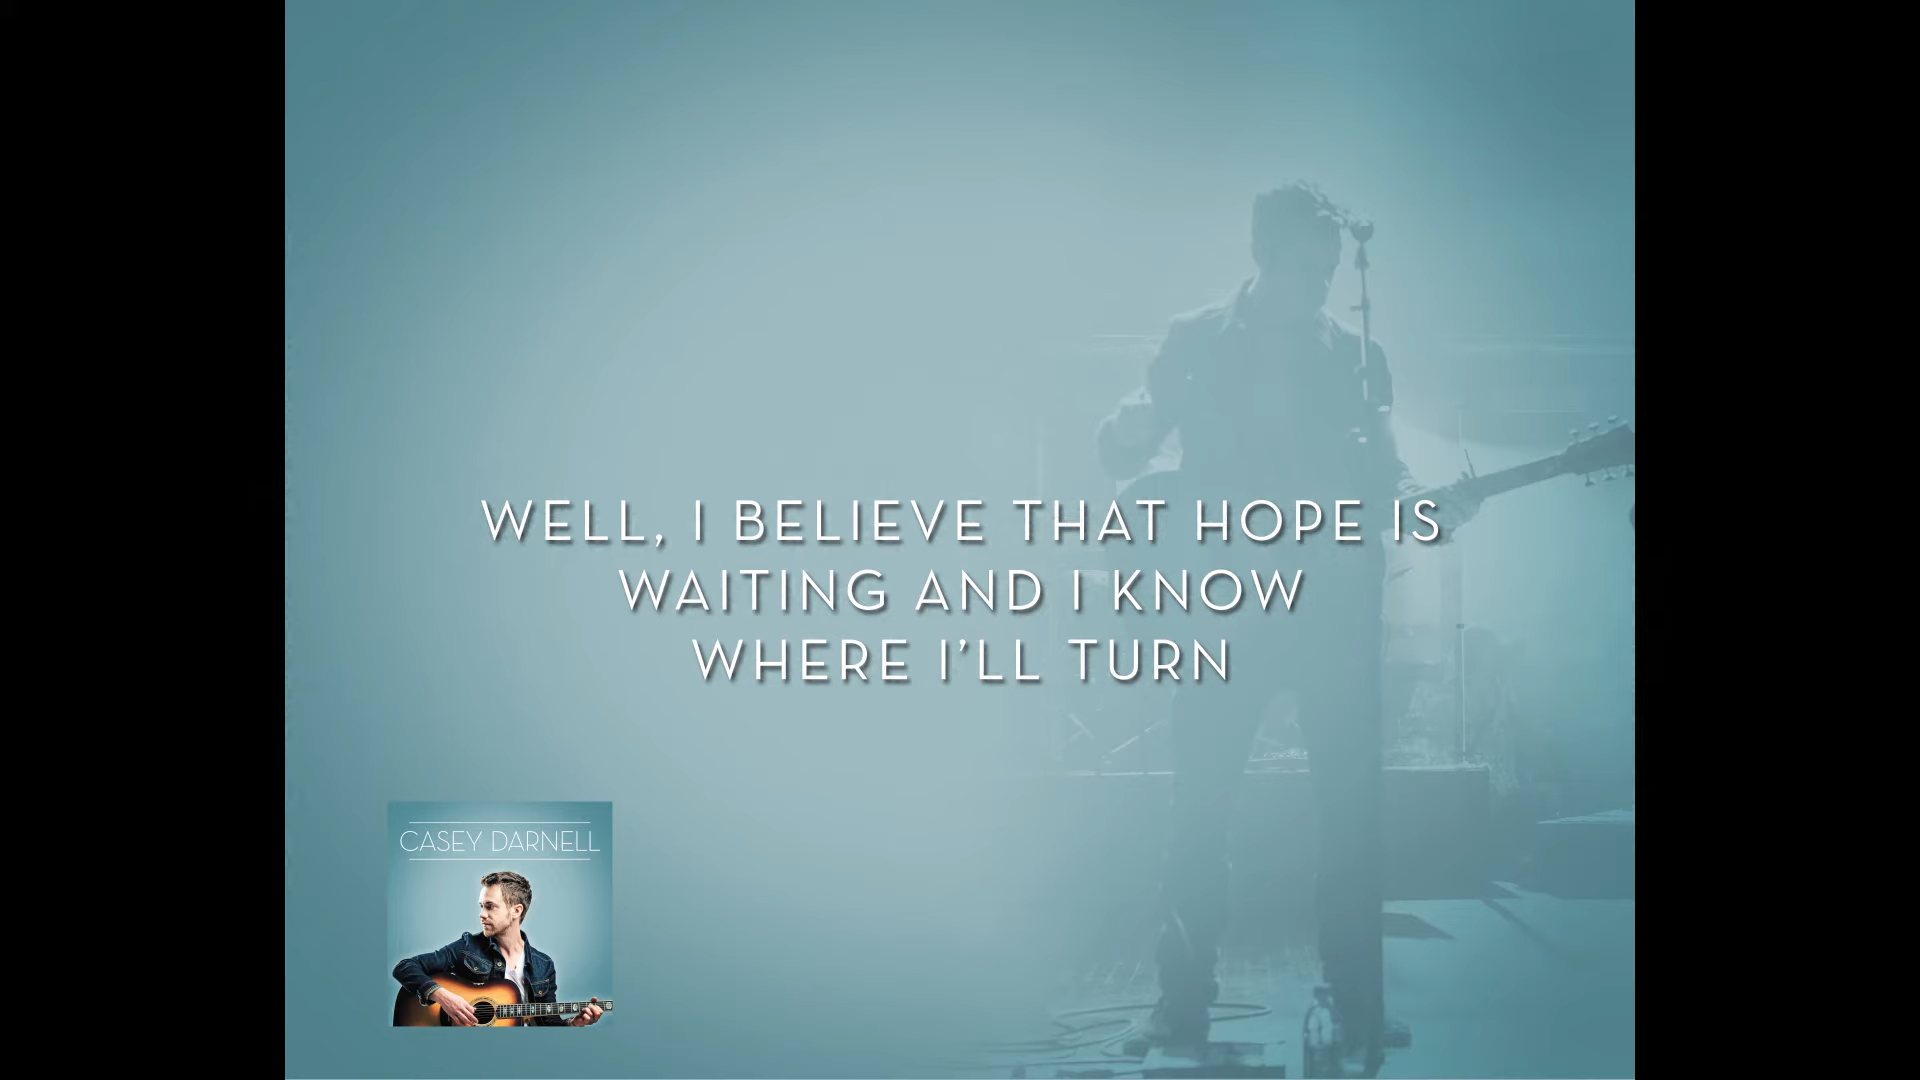 WELL, I BELIEVE THAT HOPE IS
WAITING AND I KNOW
WHERE I’LL TURN
CASEY DARNELL